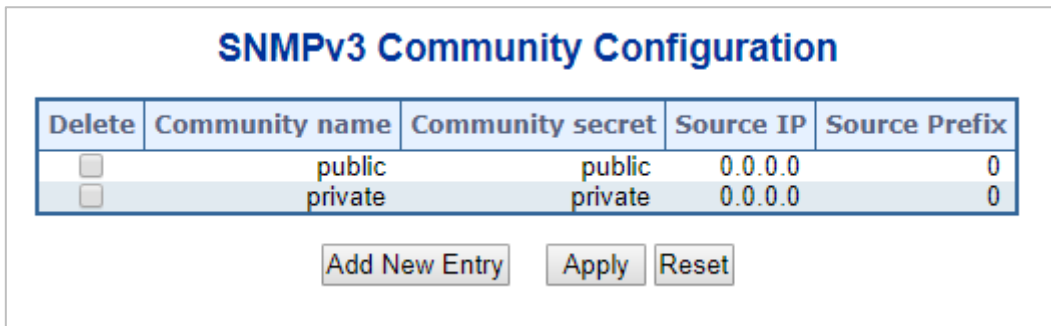 SNMPv3 Community Configuration
Delete Community name Community secret Source IP Source Prefix
public public 0.0.0.0 0
private private 0.0.0.0 0
Add New Entry Apply Reset